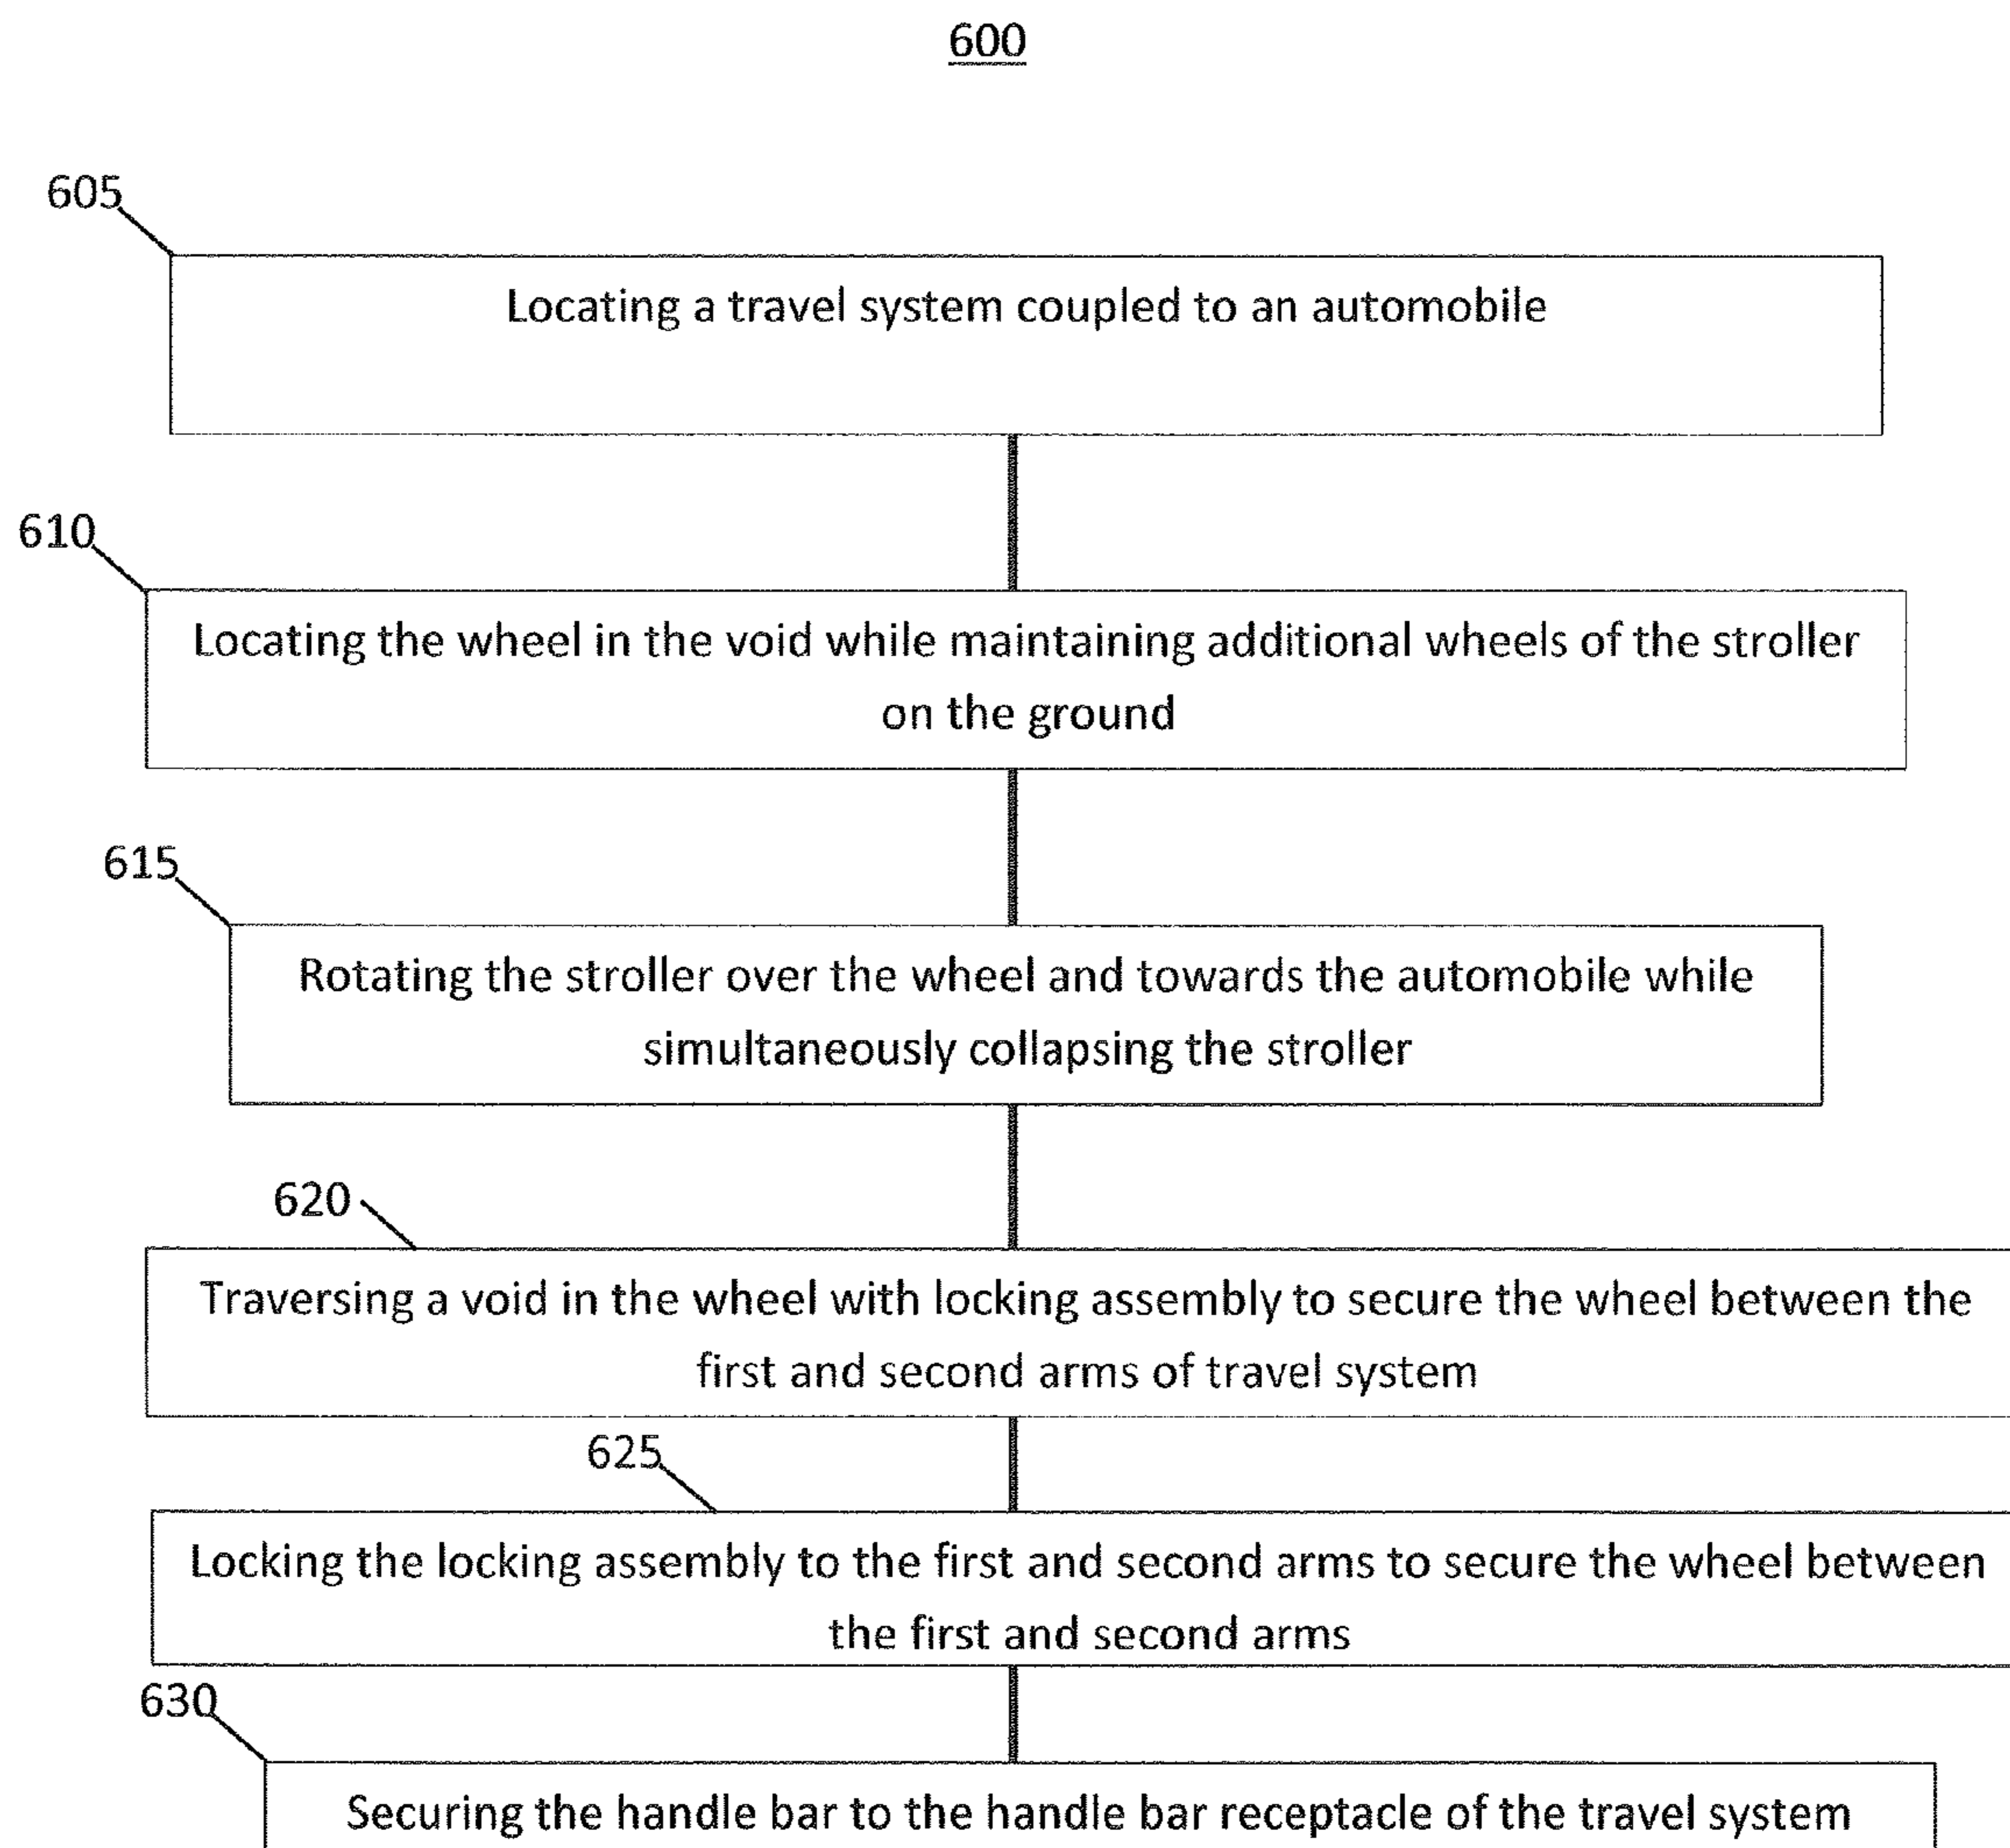 600
605
Locating a travel system coupled to an automobile
610
Locating the wheel in the void while maintaining additional wheels of the stroller
on the ground
615
Rotating the stroller over the wheel and towards the automobile while
simultaneously collapsing the stroller
620
Traversing a void in the wheel with locking assembly to secure the wheel between the
first and second arms of travel system
625
Locking the locking assembly to the first and second arms to secure the wheel between
the first and second arms
630
Securing the handle bar to the handle bar receptacle of the travel system